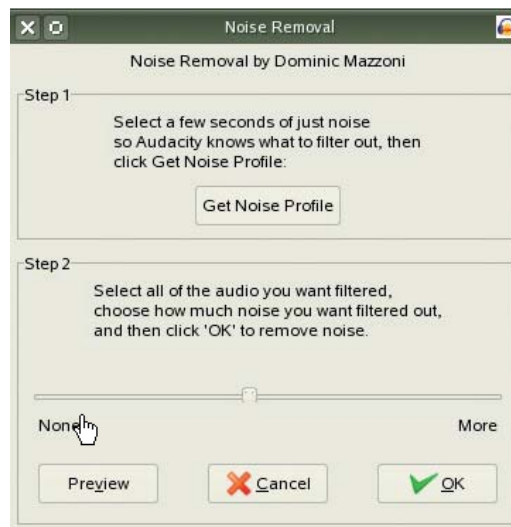 Noise Removal
Noise Removal by Dominic Mazzoni
Step 1
Select a few seconds of just noise
so Audacity knows what to filter out, then
click Get Noise Profile:
Get Noise Profile
Step 2
Select all of the audio you want filtered,
choose how much noise you want filtered out,
and then click 'OK' to remove noise.
None More
Preview Cancel OK